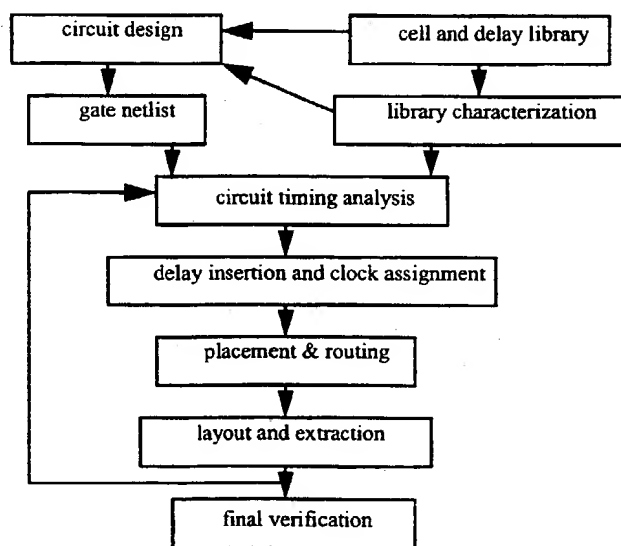 circuit design
cell and delay library
gate netlist
library characterization
circuit timing analysis
delay insertion and clock assignment
placement & routing
layout and extraction
final verification